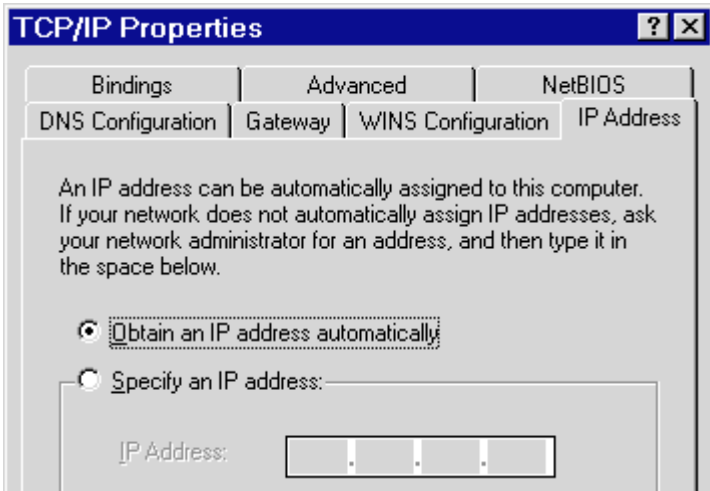 TCP/IP Properties
Bindings Advanced NetBIOS
DNS Configuration Gateway WINS Configuration IP Address
An IP address can be automatically assigned to this computer.
If your network does not automatically assign IP addresses, ask
your network administrator for an address, and then type it in
the space below.
Obtain an IP address automatically
Specify an IP address:
IP Address: